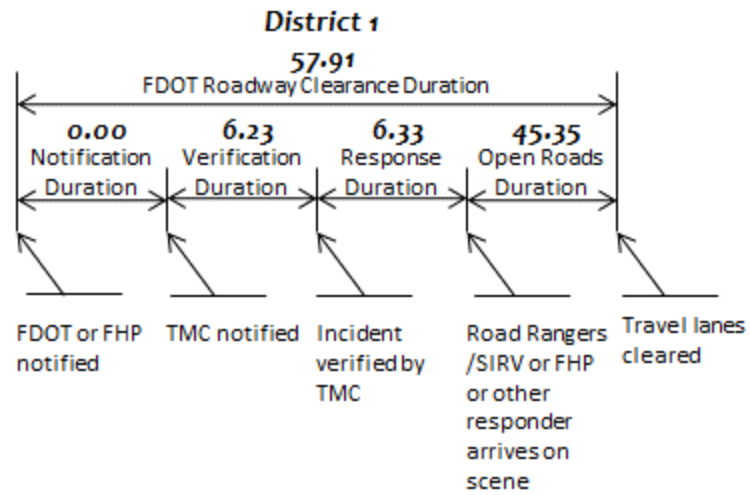 District 1
57.91
FDOT Roadway Clearance Duration
0.00 6.23 6.33 45.35
Notification Verification Response Open Roads
Duration Duration Duration Duration
FDOT or FHP
notified
TMC notified
Incident
verified by
TMC
Road Rangers
/SIRV or FHP
or other
responder
arrives on
scene
Travel lanes
cleared